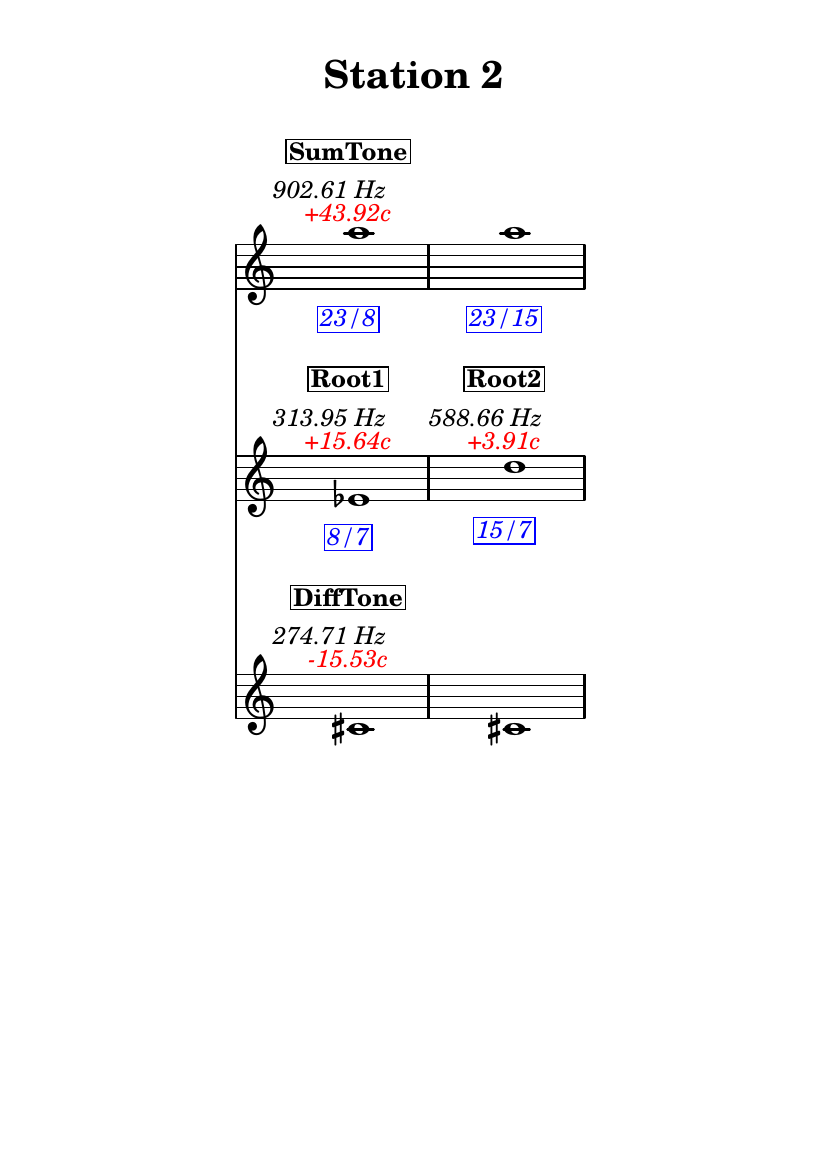 Station 2
SumTone
902.61 Hz
+43.92c
23/8 23/15
Root1 Root2
313.95 Hz 588.66 Hz
+15.64c +3.91c
8/7 15/7
DiffTone
274.71 Hz
-15.53c